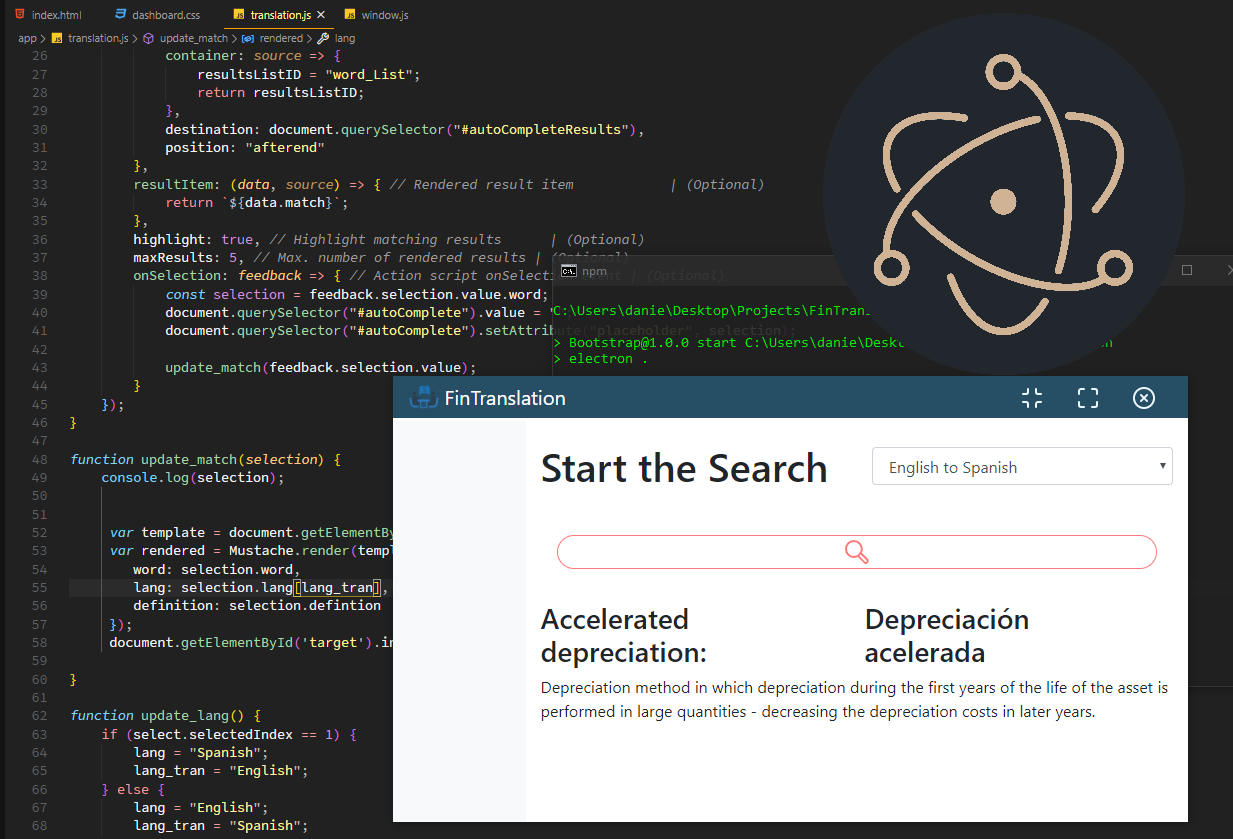 index.html dashboard.css JS translation.js JS window.js
app > JS translation.js > update_match > rendered > lang
26 container: source => {
27 resultsListID = "word_List";
28 return resultsListID;
29 },
30 destination: document.querySelector("#autoCompleteResults"),
31 position: "afterend"
32 },
33 resultItem: (data, source) => { // Rendered result item | (Optional)
34 return `${data.match}`;
35 },
36 highlight: true, // Highlight matching results | (Optional)
37 maxResults: 5, // Max. number of rendered results | (Optional)
38 onSelection: feedback => { // Action script onSelecti | (Optional)
39 const selection = feedback.selection.value.word;
40 document.querySelector("#autoComplete").value = 
41 document.querySelector("#autoComplete").setAttribute("placeholder", selection);
42
43 update_match(feedback.selection.value);
44 }
45 });
46 }
47
48 function update_match(selection) {
49 console.log(selection);
50
51
52 var template = document.getElementBy
53 var rendered = Mustache.render(templ
54 word: selection.word,
55 lang: selection.lang[lang_tran],
56 definition: selection.defintion
57 });
58 document.getElementById('target').in
59
60 }
61
62 function update_lang() {
63 if (select.selectedIndex == 1) {
64 lang = "Spanish";
65 lang_tran = "English";
66 } else {
67 lang = "English";
68 lang_tran = "Spanish";
npm
C:\Users\danie\Desktop\Projects\FinTran
> Bootstrap@1.0.0 start C:\Users\danie\Deskt
> electron .
FinTranslation
Start the Search
English to Spanish
Accelerated
depreciation:
Depreciación
acelerada
Depreciation method in which depreciation during the first years of the life of the asset is
performed in large quantities - decreasing the depreciation costs in later years.